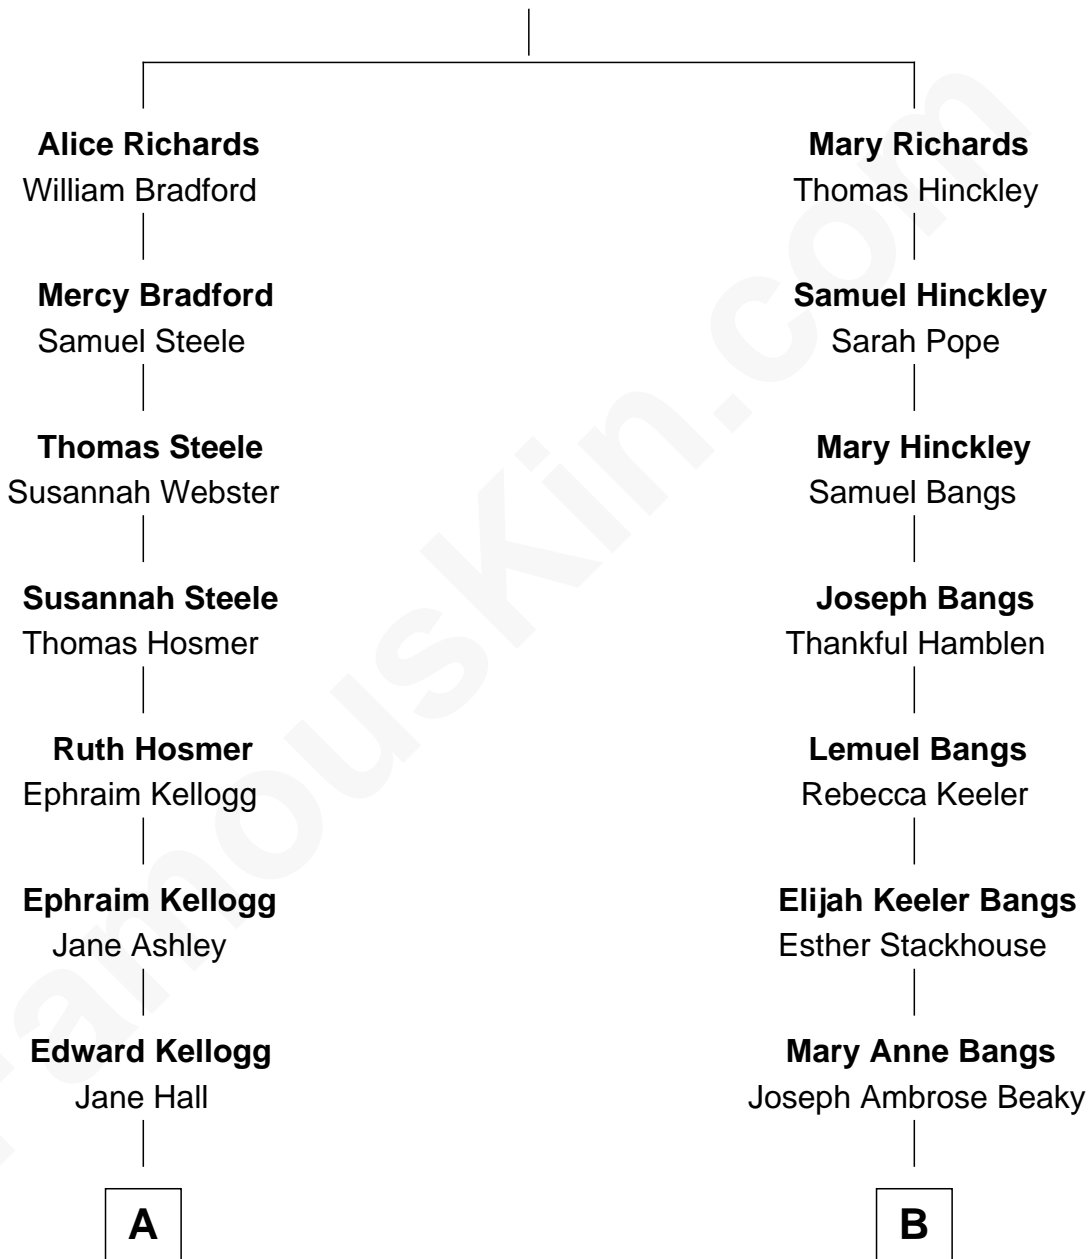 Alice Richards
William Bradford
Mercy Bradford
Samuel Steele
Thomas Steele
Susannah Webster
Susannah Steele
Thomas Hosmer
Ruth Hosmer
Ephraim Kellogg
Ephraim Kellogg
Jane Ashley
Edward Kellogg
Jane Hall
A
Mary Richards
Thomas Hinckley
Samuel Hinckley
Sarah Pope
Mary Hinckley
Samuel Bangs
Joseph Bangs
Thankful Hamblen
Lemuel Bangs
Rebecca Keeler
Elijah Keeler Bangs
Esther Stackhouse
Mary Anne Bangs
Joseph Ambrose Beaky
B
FamousKin.com